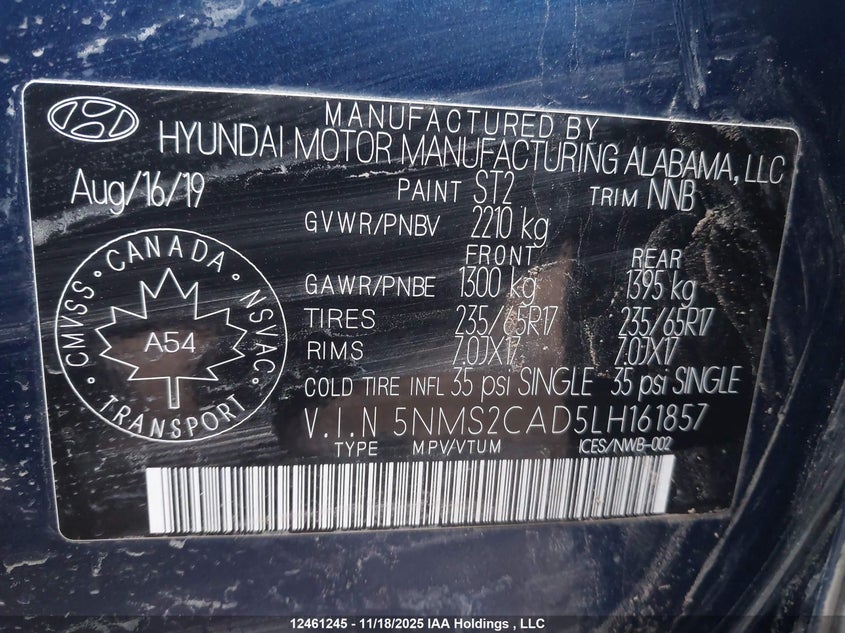 MANUFACTURED BY
HYUNDAI MOTOR MANUFACTURING ALABAMA, LLC
Aug/16/19 PAINT ST2 TRIM NNB
GVWR/PNBV 2210 kg
FRONT REAR
GAWR/PNBE 1300 kg 1395 kg
TIRES 235/65R17 235/65R17
RIMS 7.0JX17 7.0JX17
COLD TIRE INFL 35 psi SINGLE 35 psi SINGLE
V.I.N 5NMS2CAD5LH161857
TYPE MPV/VTUM ICES/NWB-002
CMVSS · CANADA · NSVAC · TRANSPORT ·
A54
12461245 - 11/18/2025 IAA Holdings , LLC